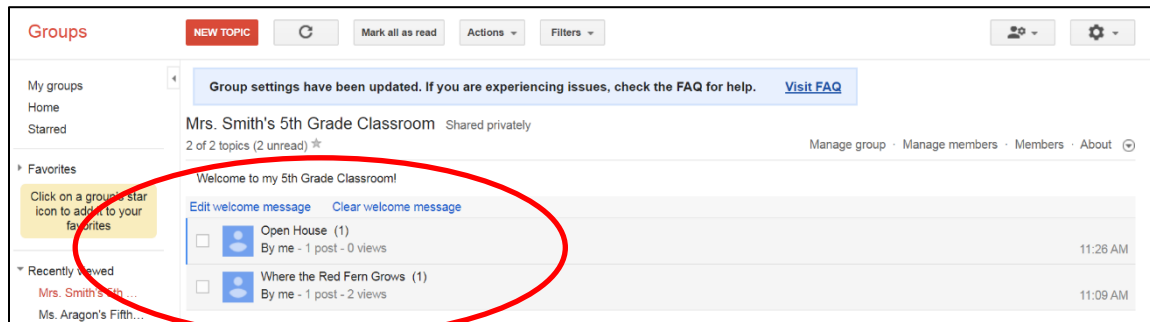 Groups
NEW TOPIC
Mark all as read
Actions
Filters
My groups
Home
Starred
Favorites
Click on a group's star
icon to add it to your
favorites
Recently viewed
Mrs. Smith's 5th ...
Ms. Aragon's Fifth...
Group settings have been updated. If you are experiencing issues, check the FAQ for help. Visit FAQ
Mrs. Smith's 5th Grade Classroom Shared privately
2 of 2 topics (2 unread)
Manage group · Manage members · Members · About
Welcome to my 5th Grade Classroom!
Edit welcome message Clear welcome message
Open House (1)
By me - 1 post - 0 views
11:26 AM
Where the Red Fern Grows (1)
By me - 1 post - 2 views
11:09 AM